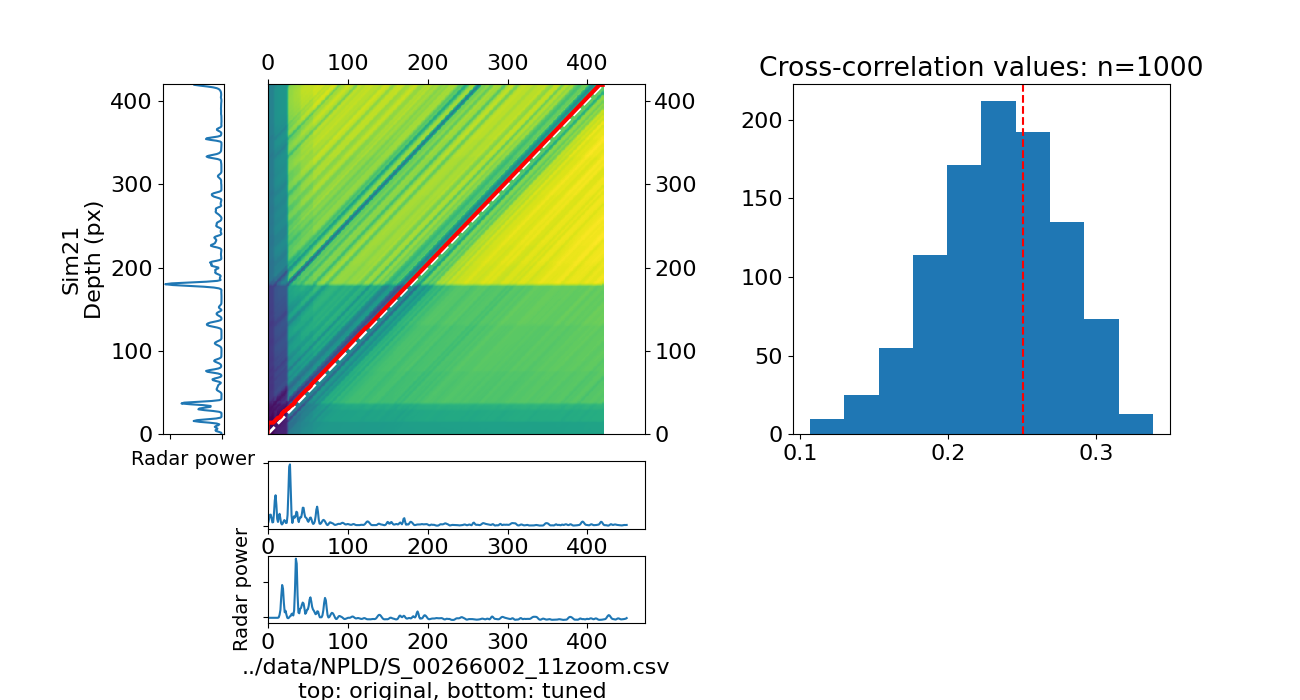 0 100 200 300 400
Cross-correlation values: n=1000
400
300
200
100
0
Sim21
Depth (px)
Radar power
400
300
200
100
0
200
150
100
50
0
0.1 0.2 0.3
0 100 200 300 400
Radar power
0 100 200 300 400
../data/NPLD/S_00266002_11zoom.csv
top: original, bottom: tuned